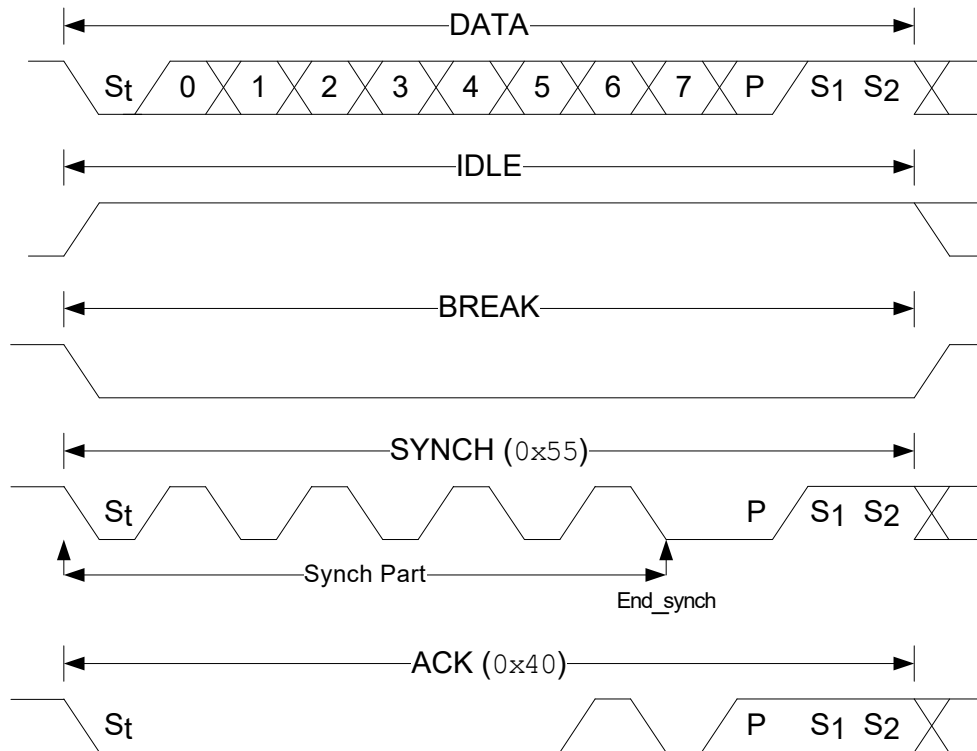 DATA
St 0 1 2 3 4 5 6 7 P S1 S2
IDLE
BREAK
SYNCH (0x55)
St P S1 S2
Synch Part
End_synch
ACK (0x40)
St P S1 S2